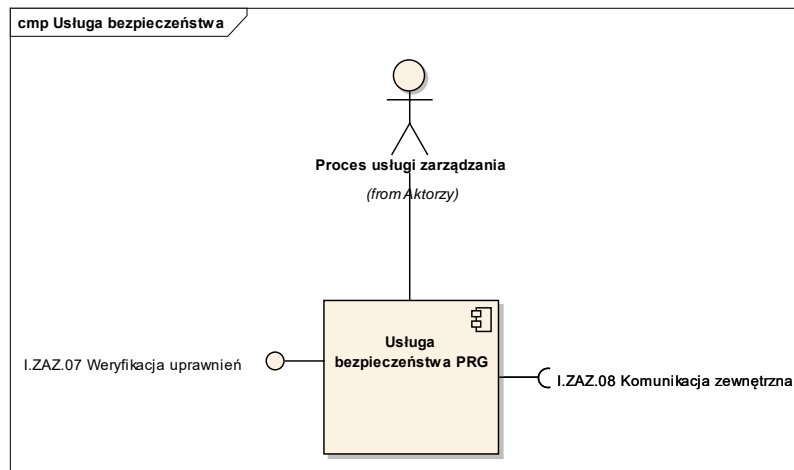 cmp Usługa bezpieczeństwa
Proces usługi zarządzania
(from Aktorzy)
Usługa
bezpieczeństwa PRG
I.ZAZ.07 Weryfikacja uprawnień
I.ZAZ.08 Komunikacja zewnętrzna